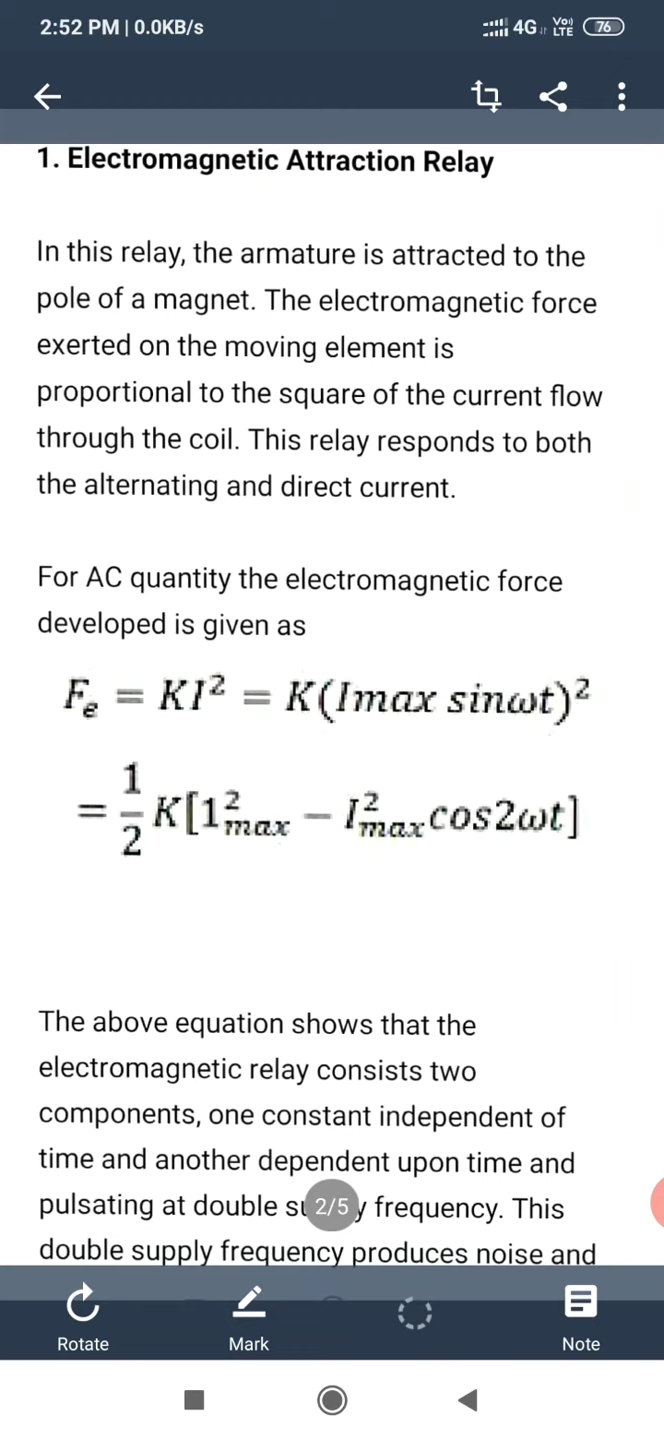 2:52 PM | 0.0KB/s 4G Vo)) LTE 76
1. Electromagnetic Attraction Relay
In this relay, the armature is attracted to the
pole of a magnet. The electromagnetic force
exerted on the moving element is
proportional to the square of the current flow
through the coil. This relay responds to both
the alternating and direct current.
For AC quantity the electromagnetic force
developed is given as
Fₑ = KI² = K(Imax sinωt)²
= 1/2 K[1²max − I²max cos2ωt]
The above equation shows that the
electromagnetic relay consists two
components, one constant independent of
time and another dependent upon time and
pulsating at double su 2/5 y frequency. This
double supply frequency produces noise and
Rotate Mark Note